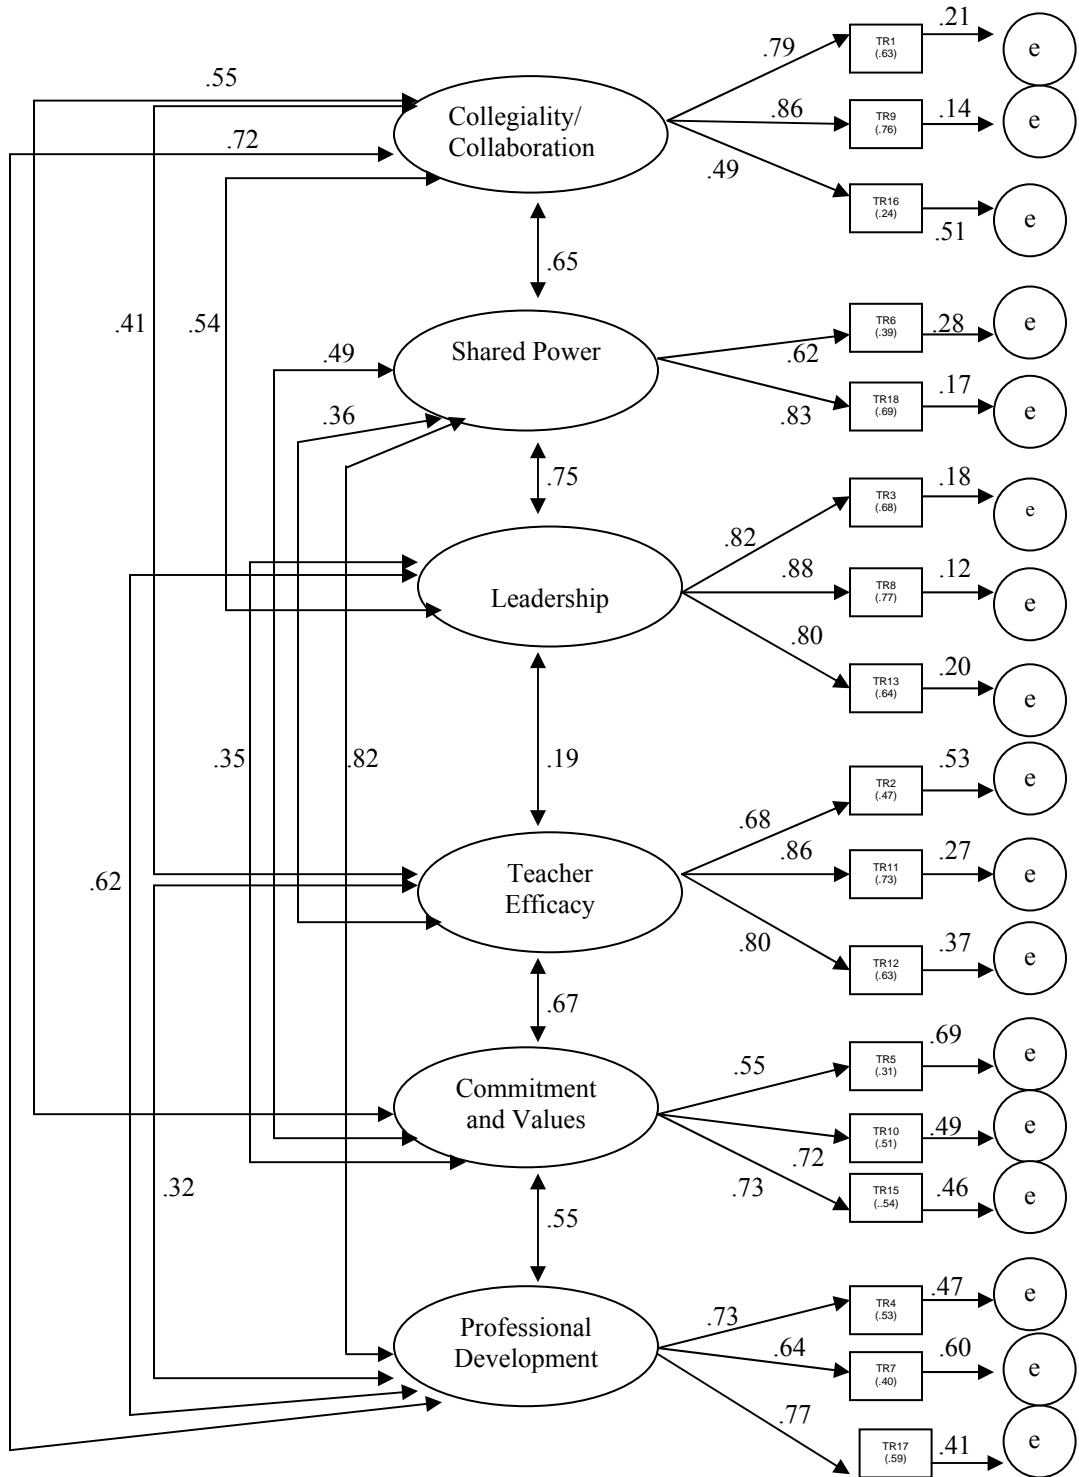 .55
.72
Collegiality/
Collaboration
.79
.86
.49
TR1
(.63)
.21
e
TR9
(.76)
.14
e
TR16
(.24)
.51
e
.65
.41
.54
.49
.36
Shared Power
.62
.83
TR6
(.39)
.28
e
TR18
(.69)
.17
e
.75
Leadership
.82
.88
.80
TR3
(.68)
.18
e
TR8
(.77)
.12
e
TR13
(.64)
.20
e
.35
.82
.19
.62
Teacher
Efficacy
.68
.86
.80
TR2
(.47)
.53
e
TR11
(.73)
.27
e
TR12
(.63)
.37
e
.67
Commitment
and Values
.55
.72
.73
TR5
(.31)
.69
e
TR10
(.51)
.49
e
TR15
(..54)
.46
e
.32
.55
Professional
Development
.73
.64
.77
TR4
(.53)
.47
e
TR7
(.40)
.60
e
TR17
(.59)
.41
e